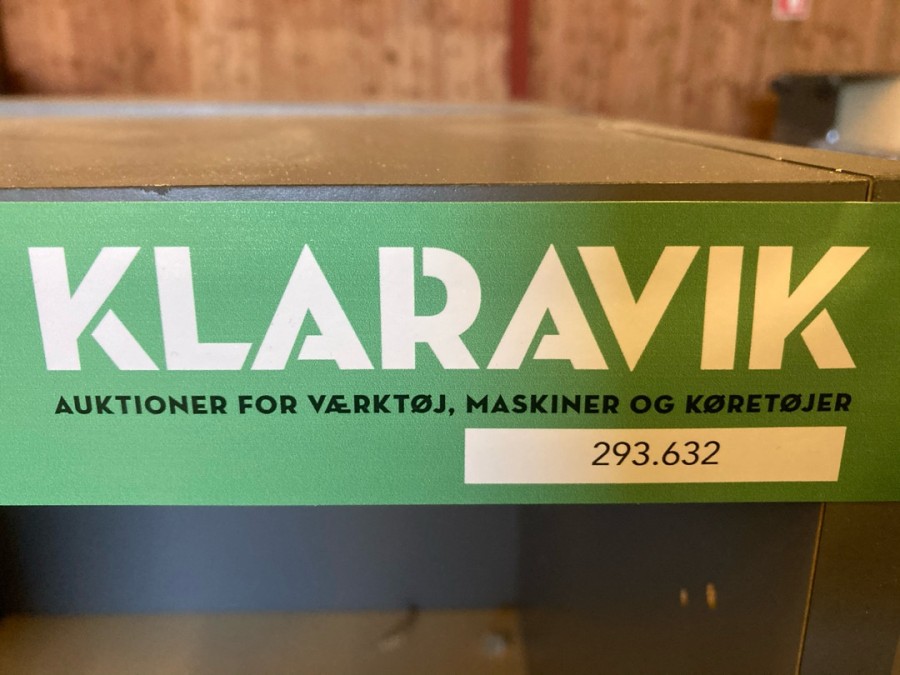 KLARAVIK
AUKTIONER FOR VÆRKTØJ, MASKINER OG KØRETØJER
293.632